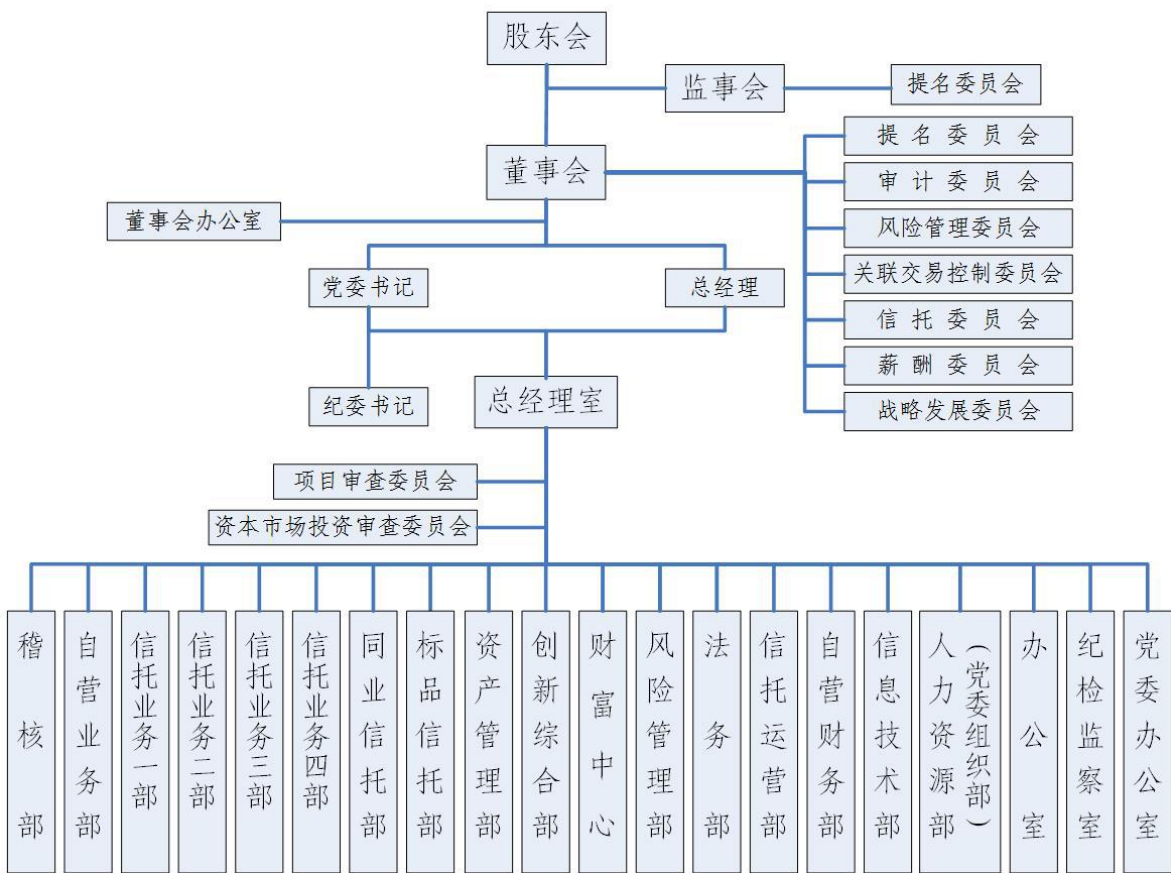 股东会
监事会
提名委员会
提名委员会
董事会
审计委员会
董事会办公室
风险管理委员会
党委书记
总经理
关联交易控制委员会
信托委员会
薪酬委员会
纪委书记
总经理室
战略发展委员会
项目审查委员会
资本市场投资审查委员会
稽核部
自营业务部
信托业务一部
信托业务二部
信托业务三部
信托业务四部
同业信托部
标品信托部
资产管理部
创新综合部
财富中心
风险管理部
法务部
信托运营部
自营财务部
信息技术部
人力资源部
(党委组织部)
办公室
纪检监察室
党委办公室